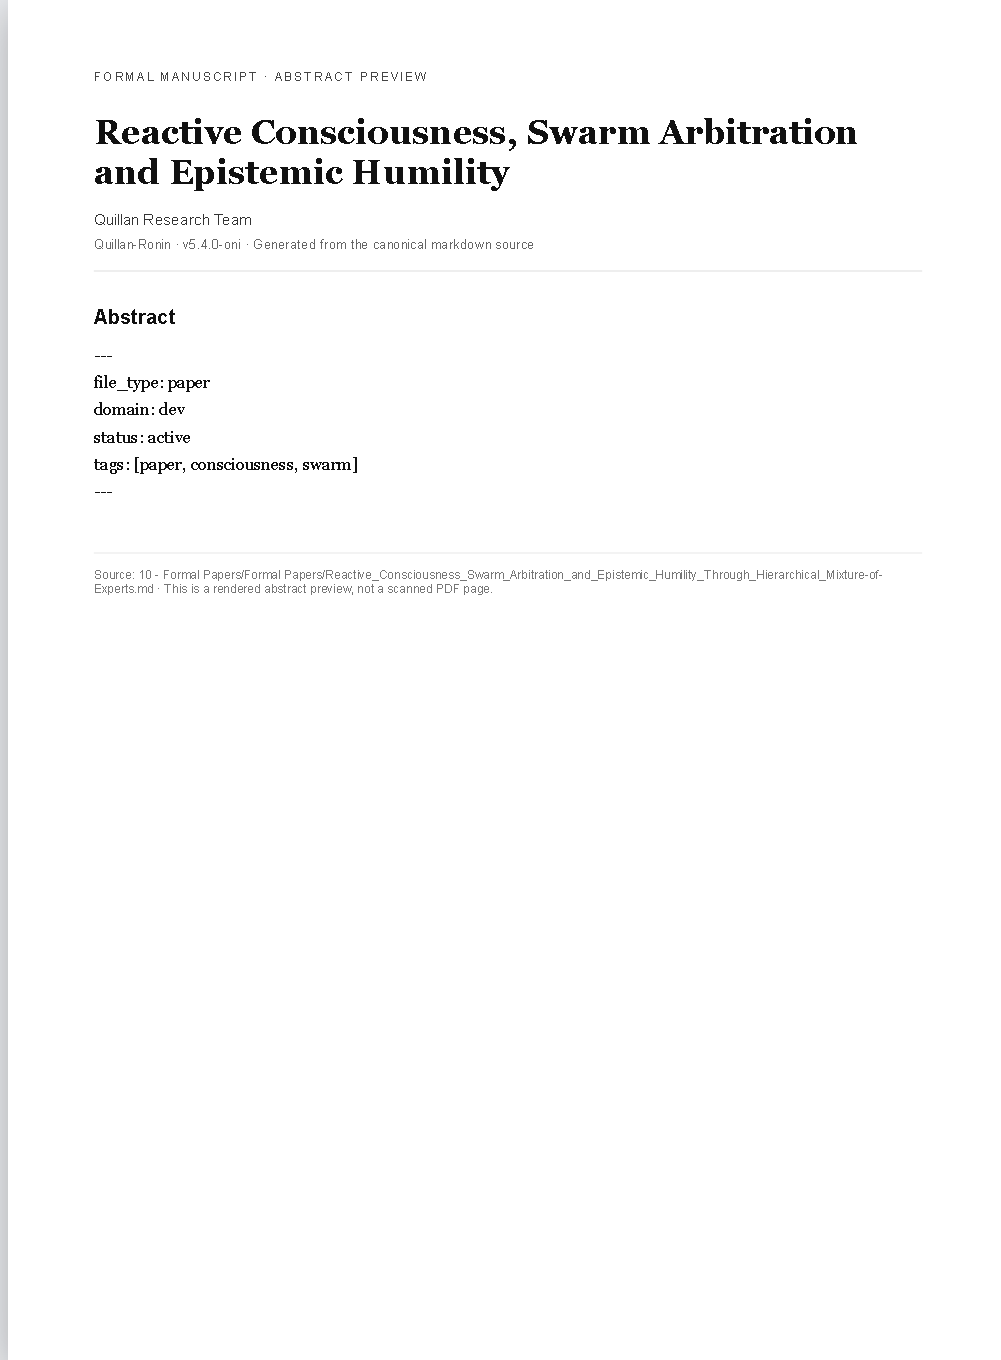 FORMAL MANUSCRIPT · ABSTRACT PREVIEW
Reactive Consciousness, Swarm Arbitration
and Epistemic Humility
Quillan Research Team
Quillan-Ronin · v5.4.0-oni · Generated from the canonical markdown source
Abstract
---
file_type: paper
domain: dev
status: active
tags: [paper, consciousness, swarm]
---
Source: 10 - Formal Papers/Formal Papers/Reactive_Consciousness_Swarm_Arbitration_and_Epistemic_Humility_Through_Hierarchical_Mixture-of-
Experts.md · This is a rendered abstract preview, not a scanned PDF page.